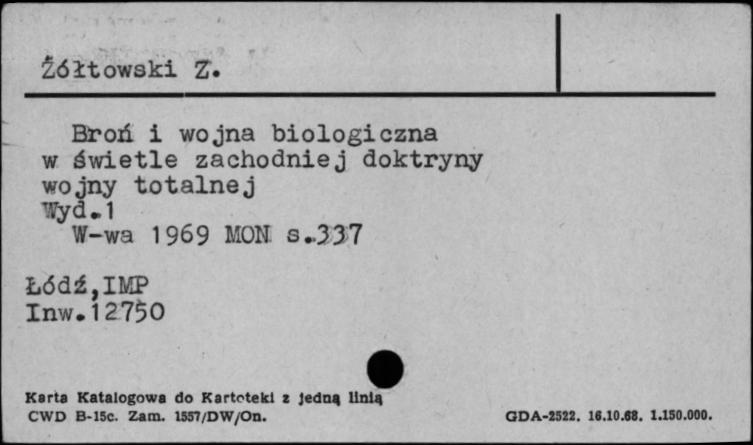 Żółtowski Z.
Broń i wojna biologiczna
w świetle zachodniej doktryny
wojny totalnej
Wyd.1
W-wa 1969 MON s.337
Łódź,IMP
Inw.12750
Karta Katalogowa do Kartoteki z jedną linią
CWD B-15c. Zam. 1557/DW/On.
GDA-2522. 16.10.68. 1.150.000.